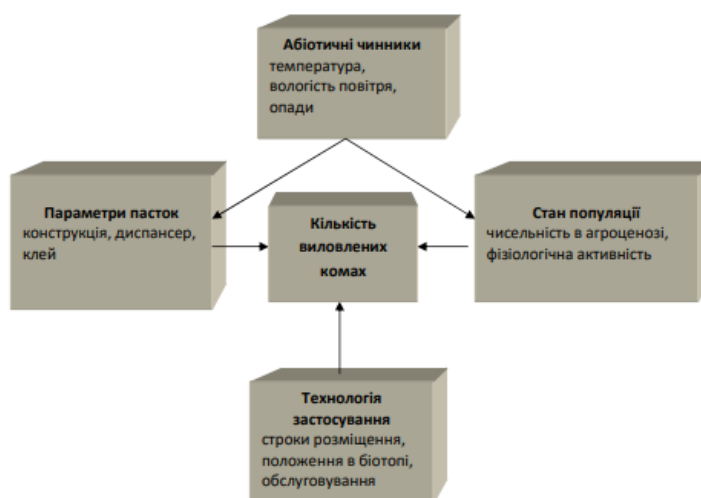 Абіотичні чинники
температура,
вологість повітря,
опади
Параметри пасток
конструкція, диспансер,
клей
Кількість
виловлених
комах
Стан популяції
чисельність в агроценозі,
фізіологічна активність
Технологія
застосування
строки розміщення,
положення в біотопі,
обслуговування